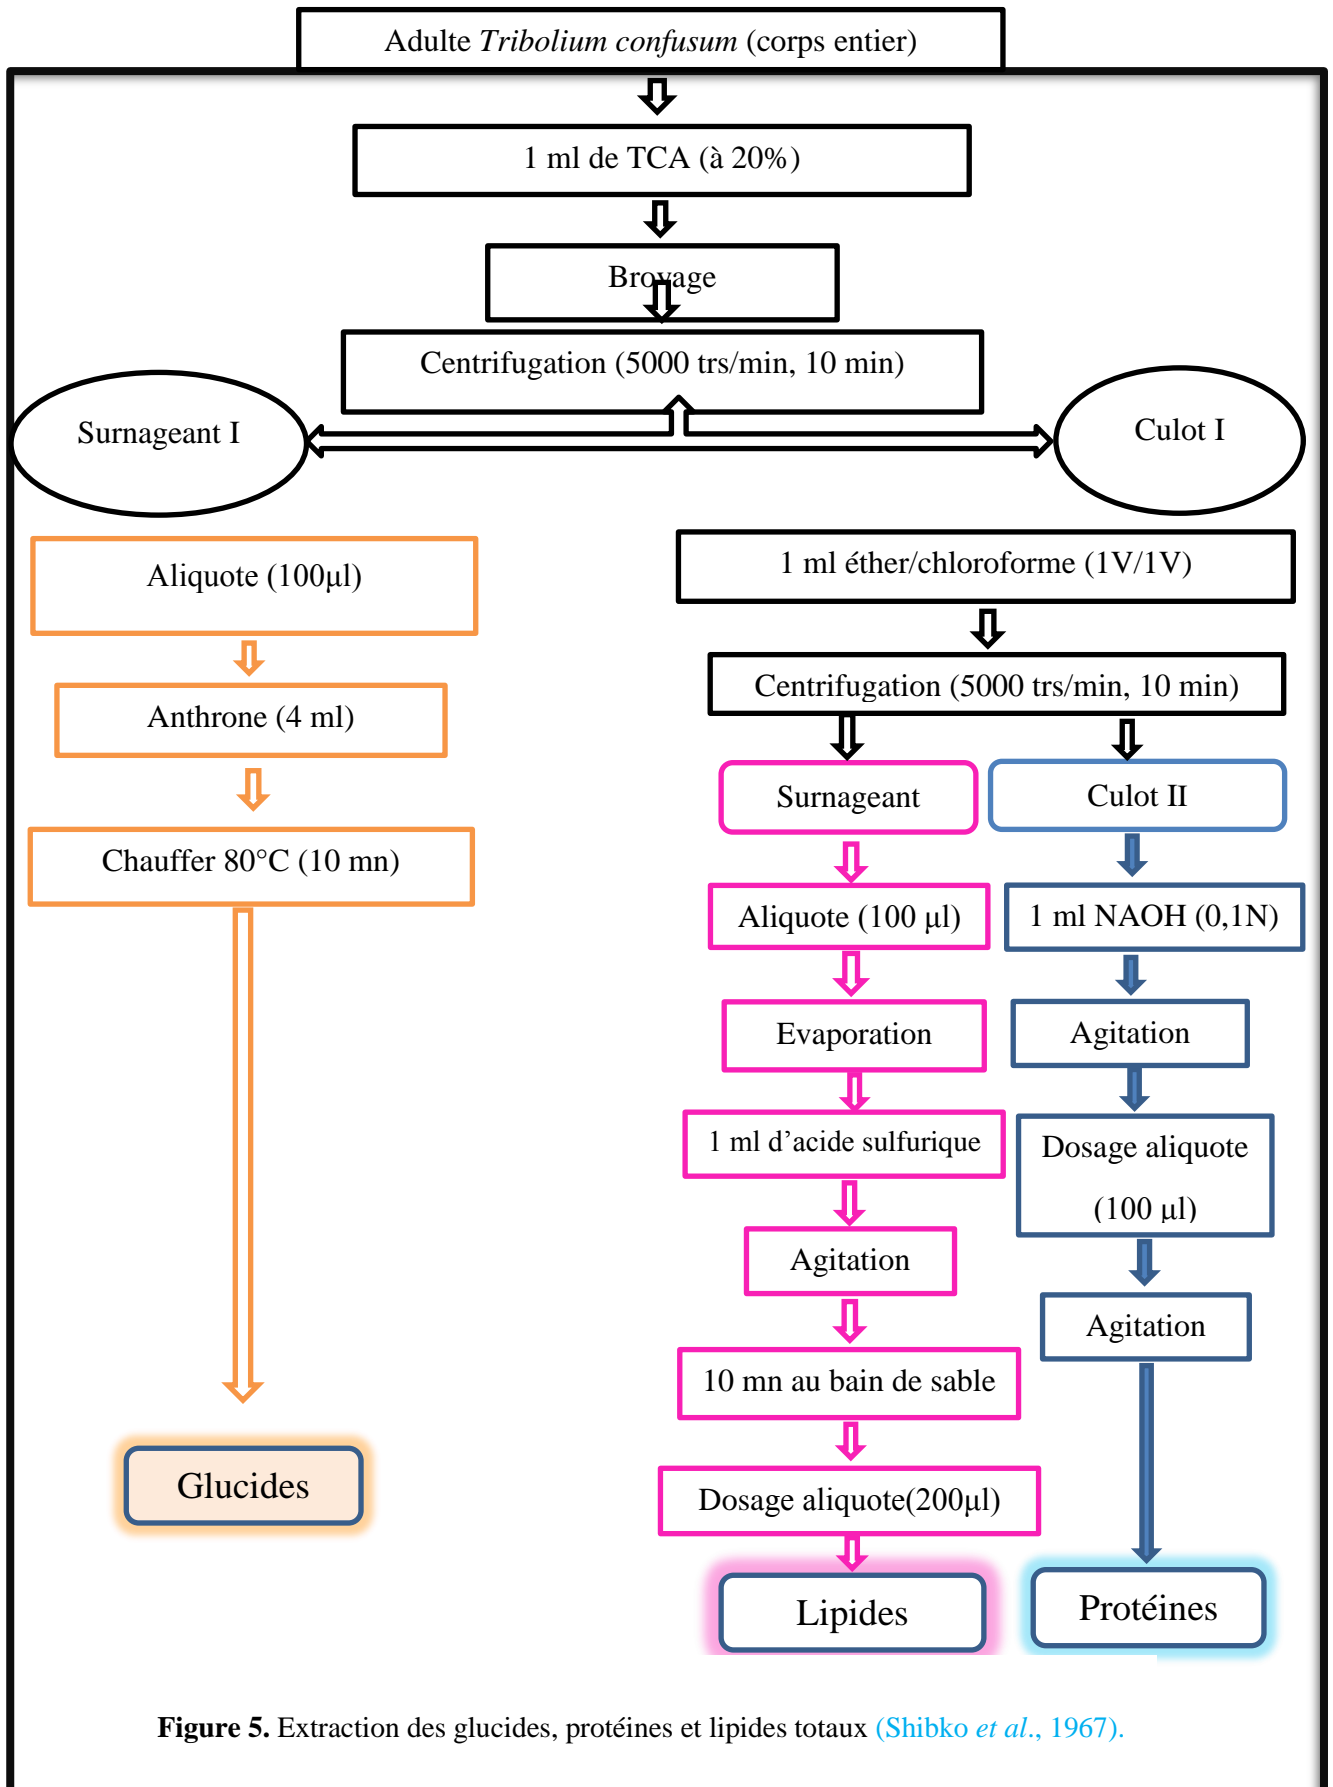 Adulte Tribolium confusum (corps entier)
1 ml de TCA (à 20%)
Broyage
Centrifugation (5000 trs/min, 10 min)
Surnageant I
Culot I
Aliquote (100µl)
Anthrone (4 ml)
Chauffer 80°C (10 mn)
Glucides
1 ml éther/chloroforme (1V/1V)
Centrifugation (5000 trs/min, 10 min)
Surnageant
Aliquote (100 µl)
Evaporation
1 ml d’acide sulfurique
Agitation
10 mn au bain de sable
Dosage aliquote(200µl)
Lipides
Culot II
1 ml NAOH (0,1N)
Agitation
Dosage aliquote
(100 µl)
Agitation
Protéines
Figure 5. Extraction des glucides, protéines et lipides totaux (Shibko et al., 1967).